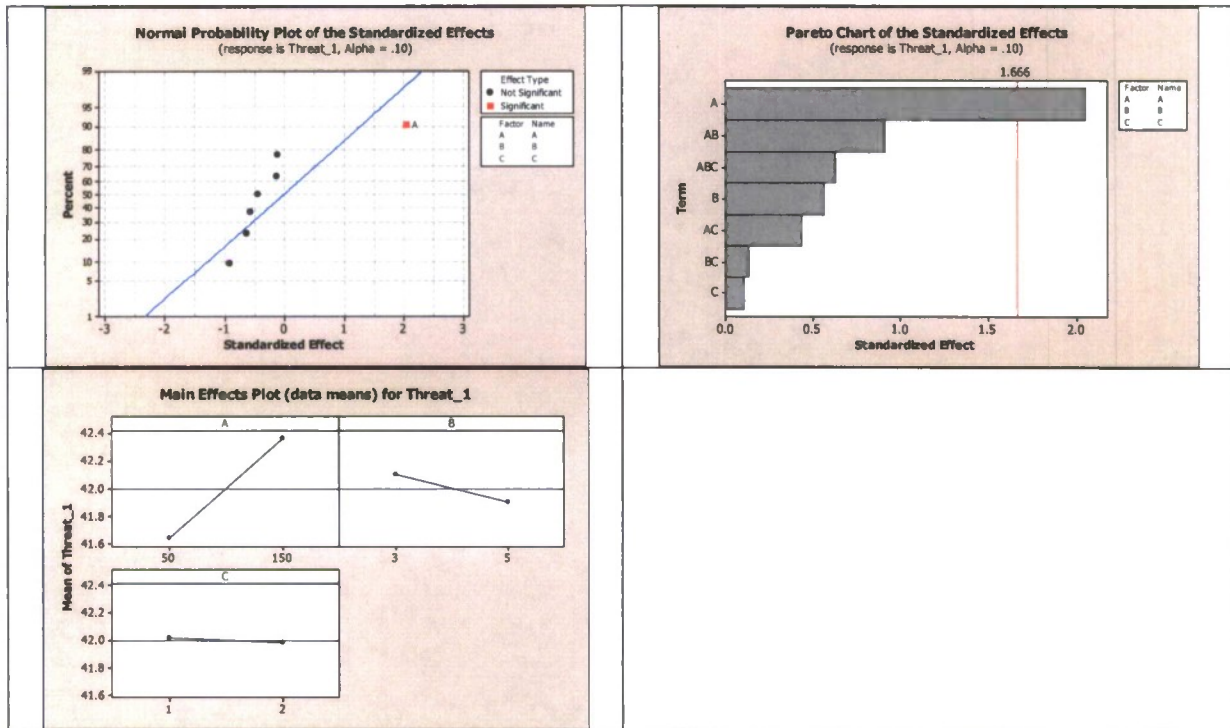 Normal Probability Plot of the Standardized Effects
(response is Threat_1, Alpha = .10)
99
95
90
80
70
60
50
40
30
20
10
5
1
Percent
-3 -2 -1 0 1 2 3
Standardized Effect
A
Effect Type
Not Significant
Significant
Factor Name
A A
B B
C C
Pareto Chart of the Standardized Effects
(response is Threat_1, Alpha = .10)
1.666
A
AB
ABC
B
AC
BC
C
Term
0.0 0.5 1.0 1.5 2.0
Standardized Effect
Factor Name
A A
B B
C C
Main Effects Plot (data means) for Threat_1
Mean of Threat_1
A B
42.4
42.2
42.0
41.8
41.6
50 150 3 5
C
42.4
42.2
42.0
41.8
41.6
1 2